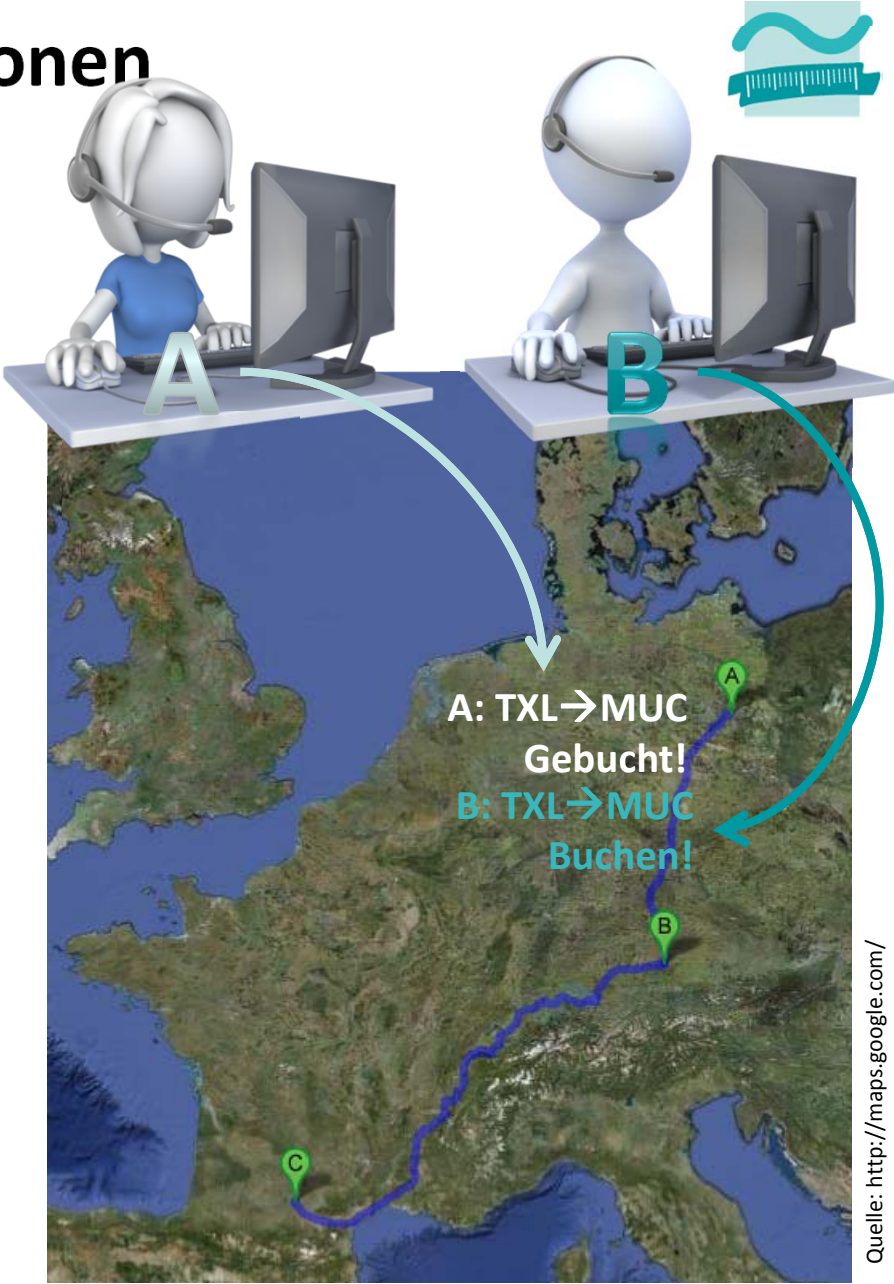 onen
A
B
A: TXL→MUC
Gebucht!
B: TXL→MUC
Buchen!
A
B
C
Quelle: http://maps.google.com/